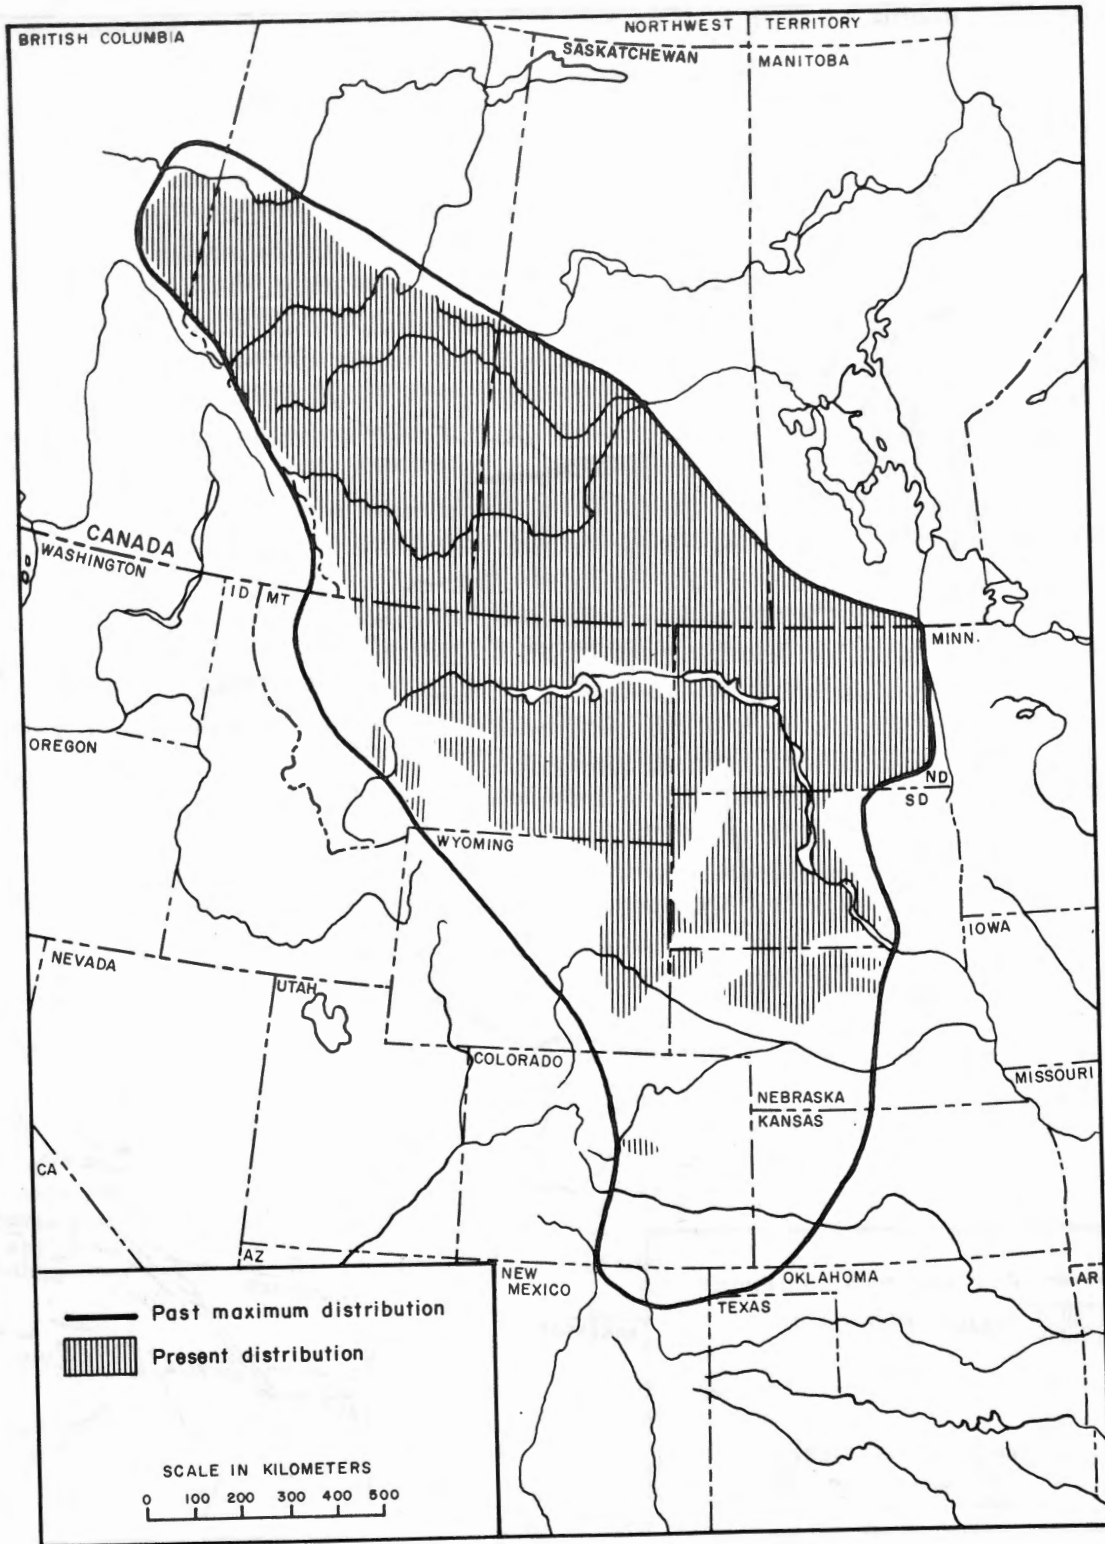 BRITISH COLUMBIA
NORTHWEST TERRITORY
SASKATCHEWAN
MANITOBA
CANADA
WASHINGTON
ID
MT
MINN.
OREGON
ND
SD
WYOMING
IOWA
NEVADA
UTAH
COLORADO
MISSOURI
NEBRASKA
KANSAS
CA
AZ
NEW
MEXICO
OKLAHOMA
AR
TEXAS
Past maximum distribution
Present distribution
SCALE IN KILOMETERS
0 100 200 300 400 500